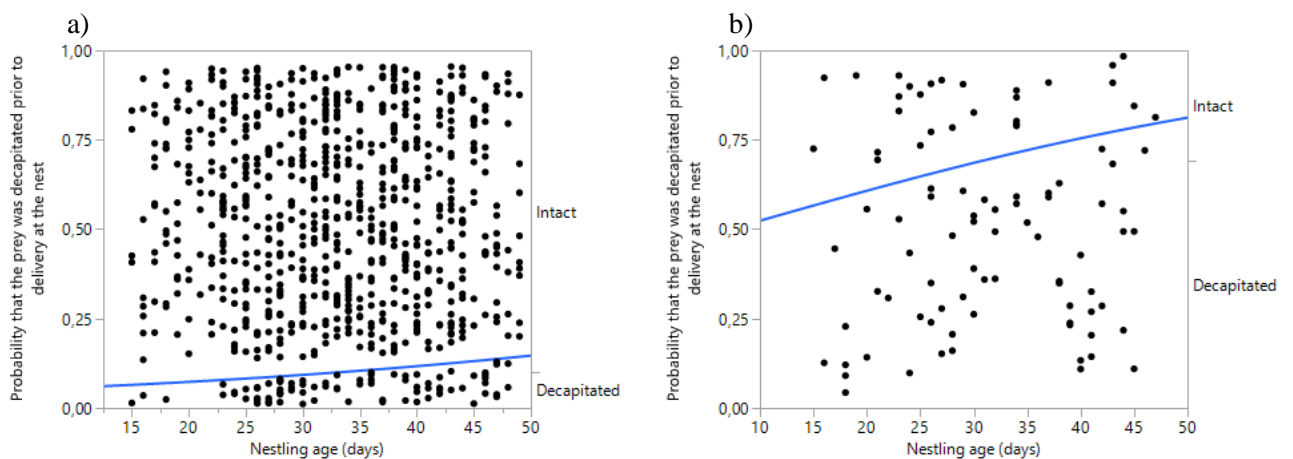 a)
Probability that the prey was decapitated prior to
delivery at the nest
1,00
0,75
0,50
0,25
0,00
15 20 25 30 35 40 45 50
Nestling age (days)
Intact
Decapitated
b)
Probability that the prey was decapitated prior to
delivery at the nest
1,00
0,75
0,50
0,25
0,00
10 15 20 25 30 35 40 45 50
Nestling age (days)
Intact
Decapitated